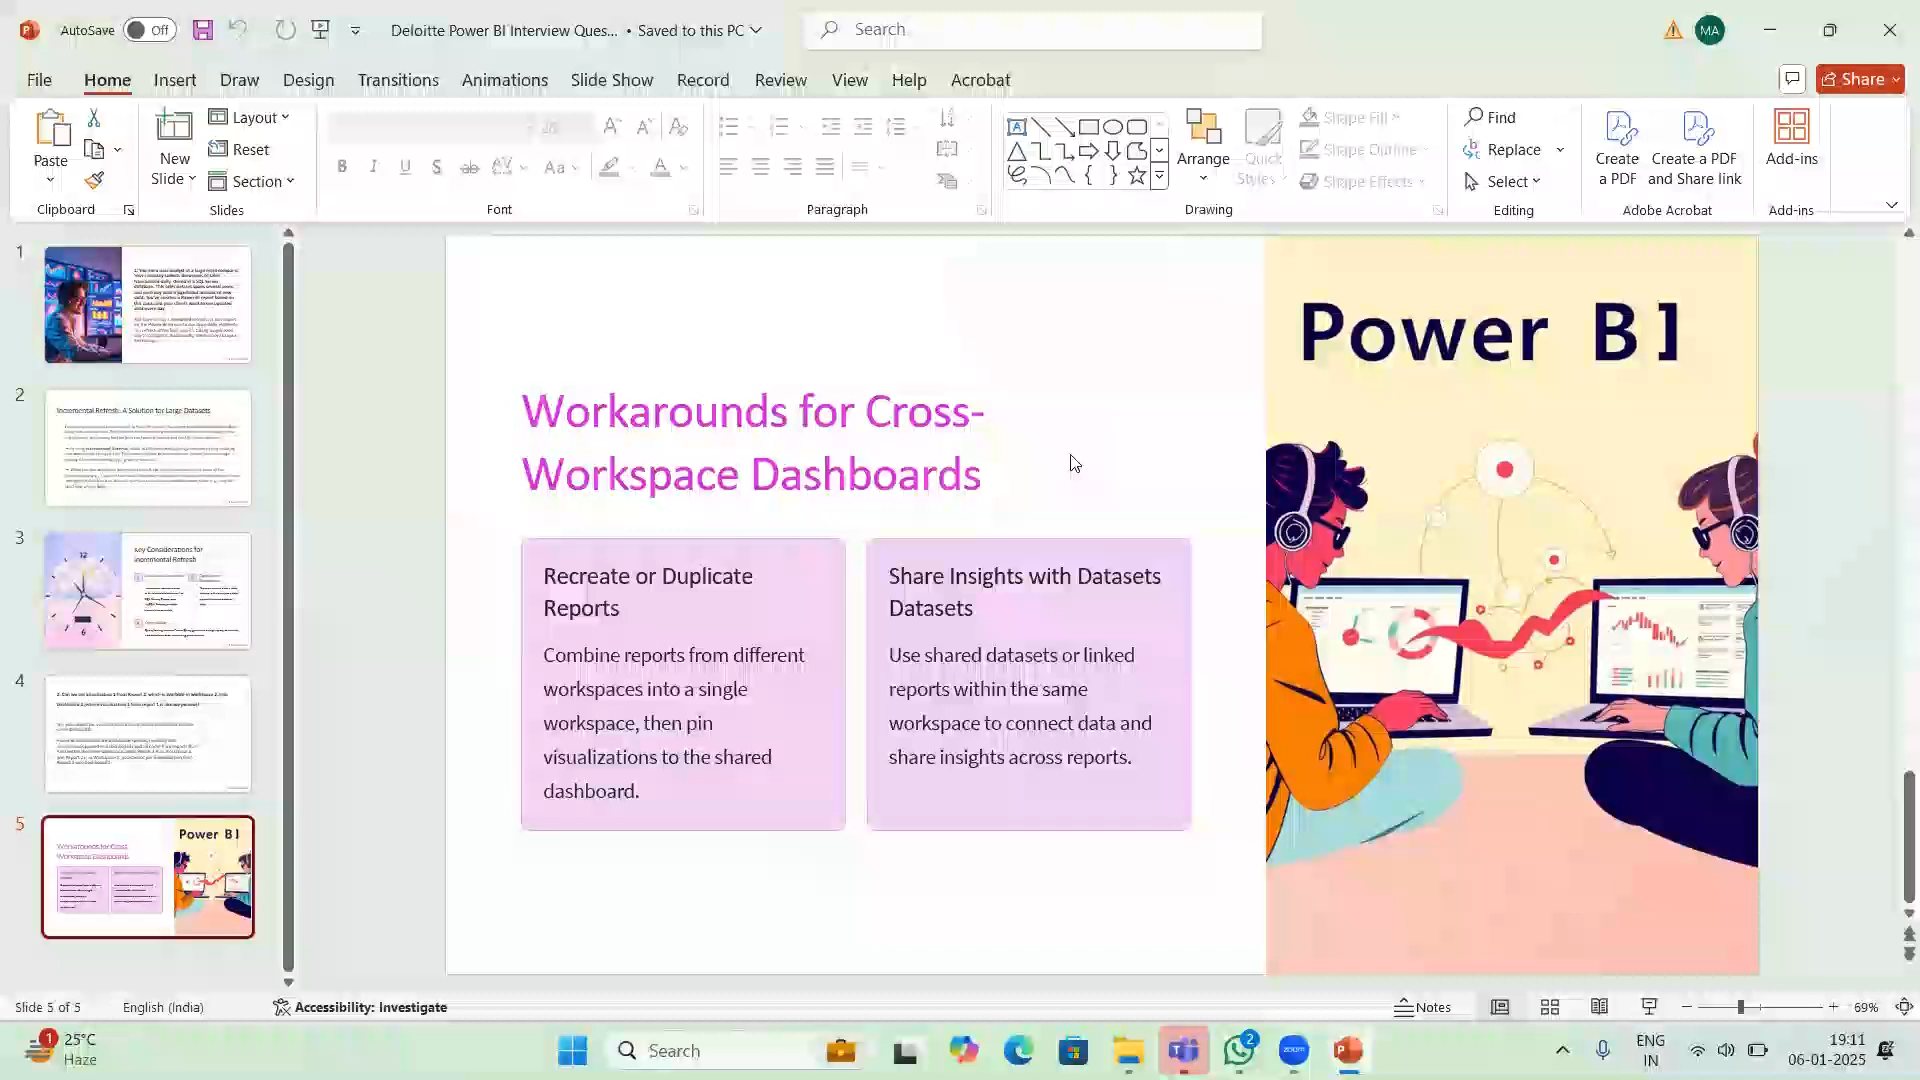 AutoSave Off Deloitte Power BI Interview Ques... • Saved to this PC Search MA
File Home Insert Draw Design Transitions Animations Slide Show Record Review View Help Acrobat Share
Paste
New
Slide
Layout
Reset
Section
Shape Fill
Shape Outline
Shape Effects
Arrange
Quick
Styles
Find
Replace
Select
Create
a PDF
Create a PDF
and Share link
Add-ins
Clipboard Slides Font Paragraph Drawing Editing Adobe Acrobat Add-ins
1
2
Incremental Refresh: A Solution for Large Datasets
3
Key Considerations for
Incremental Refresh
4
5
Workarounds for Cross-
Workspace Dashboards
Power BI
Workarounds for Cross-
Workspace Dashboards
Recreate or Duplicate
Reports
Combine reports from different
workspaces into a single
workspace, then pin
visualizations to the shared
dashboard.
Share Insights with Datasets
Datasets
Use shared datasets or linked
reports within the same
workspace to connect data and
share insights across reports.
Power BI
Slide 5 of 5 English (India) Accessibility: Investigate Notes 69%
1
25°C
Haze
Search
2
zoom
ENG
IN
19:11
06-01-2025